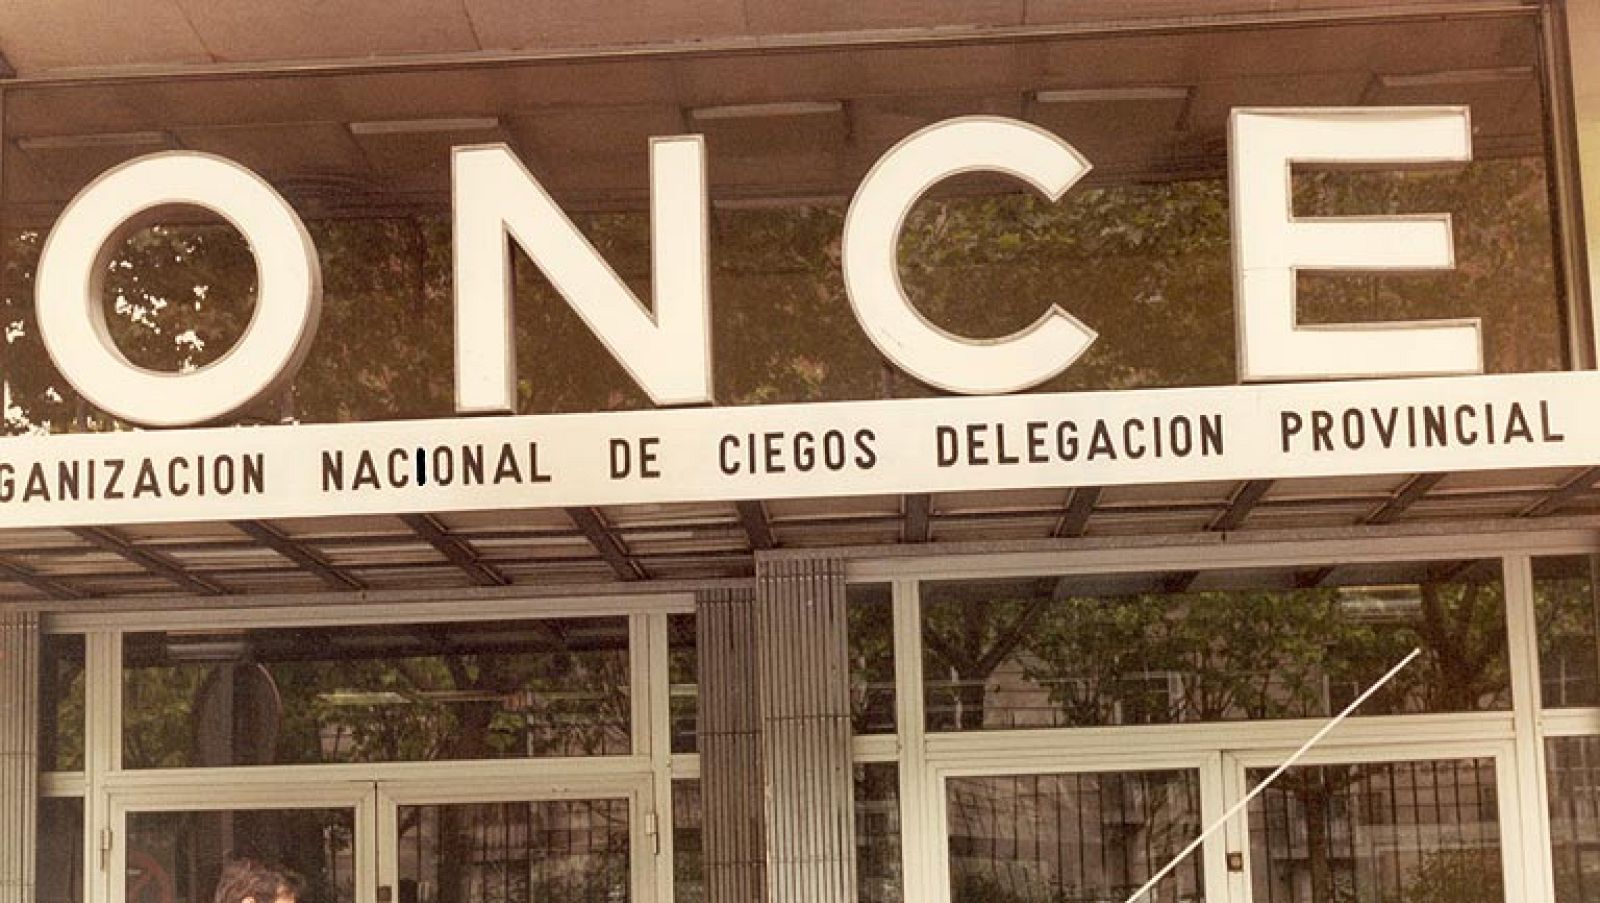 ONCE
GANIZACION NACIONAL DE CIEGOS DELEGACION PROVINCIAL